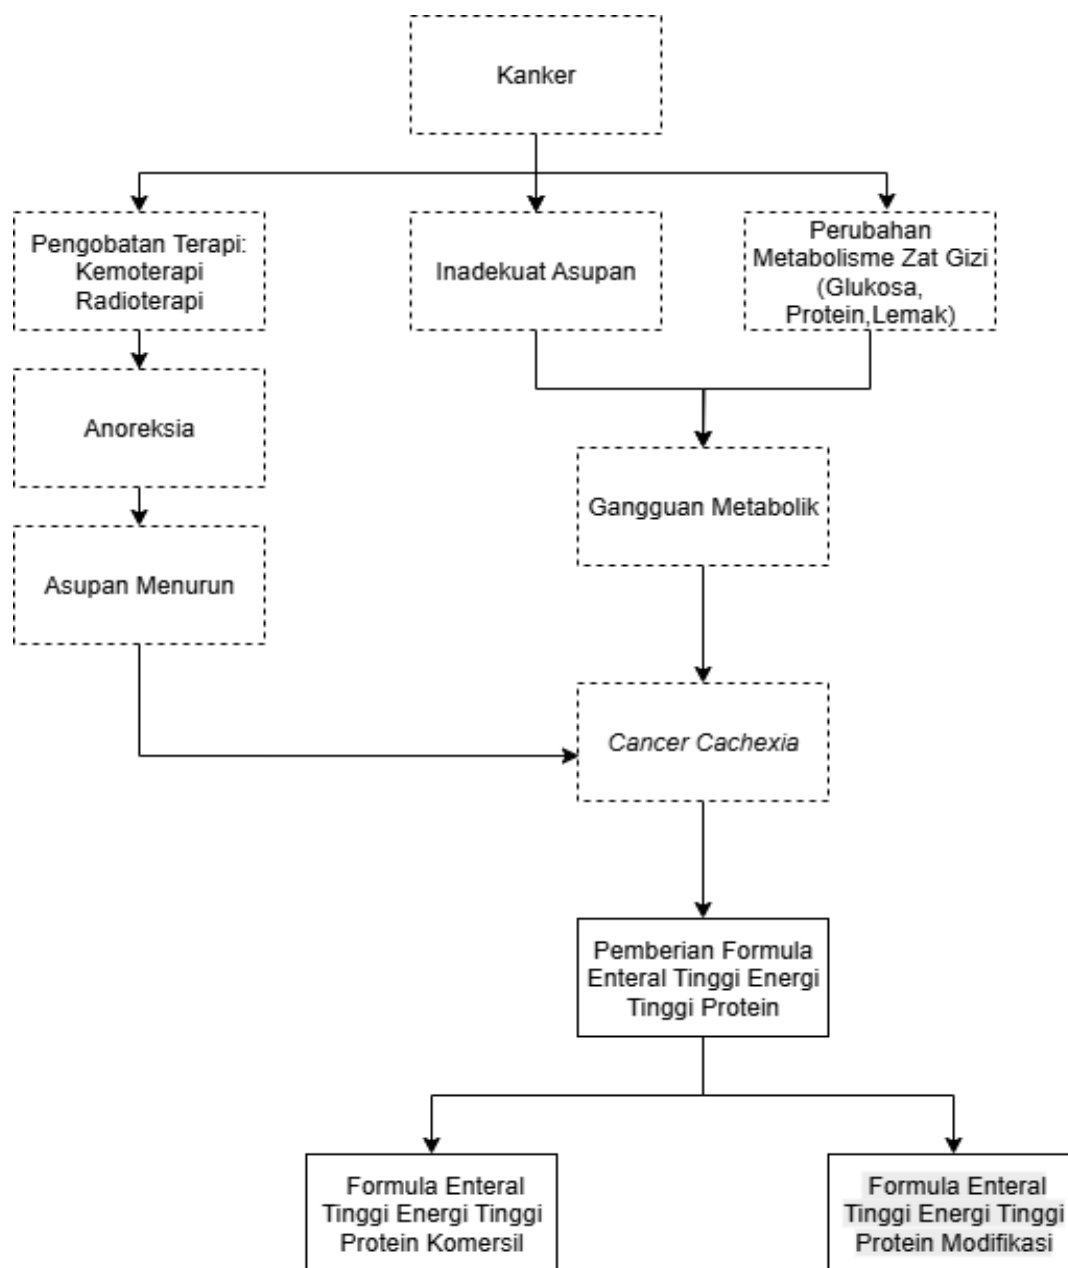 Kanker
Pengobatan Terapi:
Kemoterapi
Radioterapi
Inadekuat Asupan
Perubahan
Metabolisme Zat Gizi
(Glukosa,
Protein,Lemak)
Anoreksia
Gangguan Metabolik
Asupan Menurun
Cancer Cachexia
Pemberian Formula
Enteral Tinggi Energi
Tinggi Protein
Formula Enteral
Tinggi Energi Tinggi
Protein Komersil
Formula Enteral
Tinggi Energi Tinggi
Protein Modifikasi